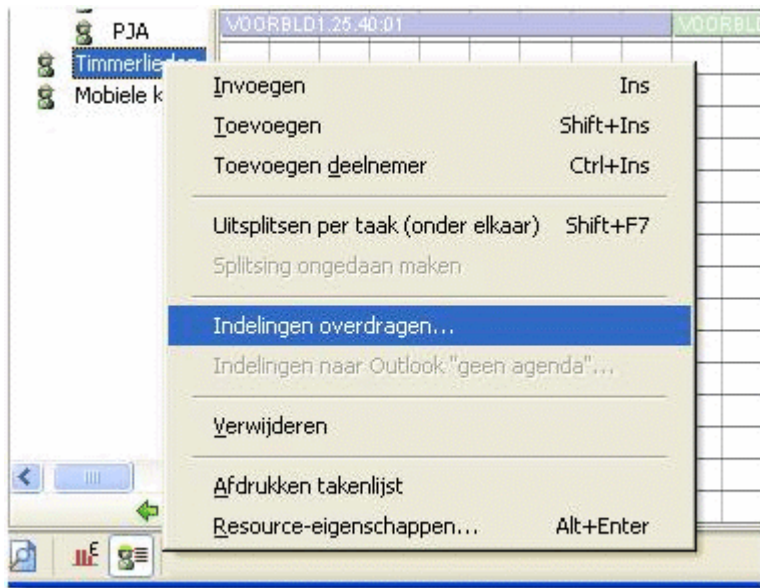 PJA
VOORBLD1.25.40:01
Timmerlieden
Mobiele k
Invoegen Ins
Toevoegen Shift+Ins
Toevoegen deelnemer Ctrl+Ins
Uitsplitsen per taak (onder elkaar) Shift+F7
Splitsing ongedaan maken
Indelingen overdragen...
Indelingen naar Outlook "geen agenda"...
Verwijderen
Afdrukken takenlijst
Resource-eigenschappen... Alt+Enter